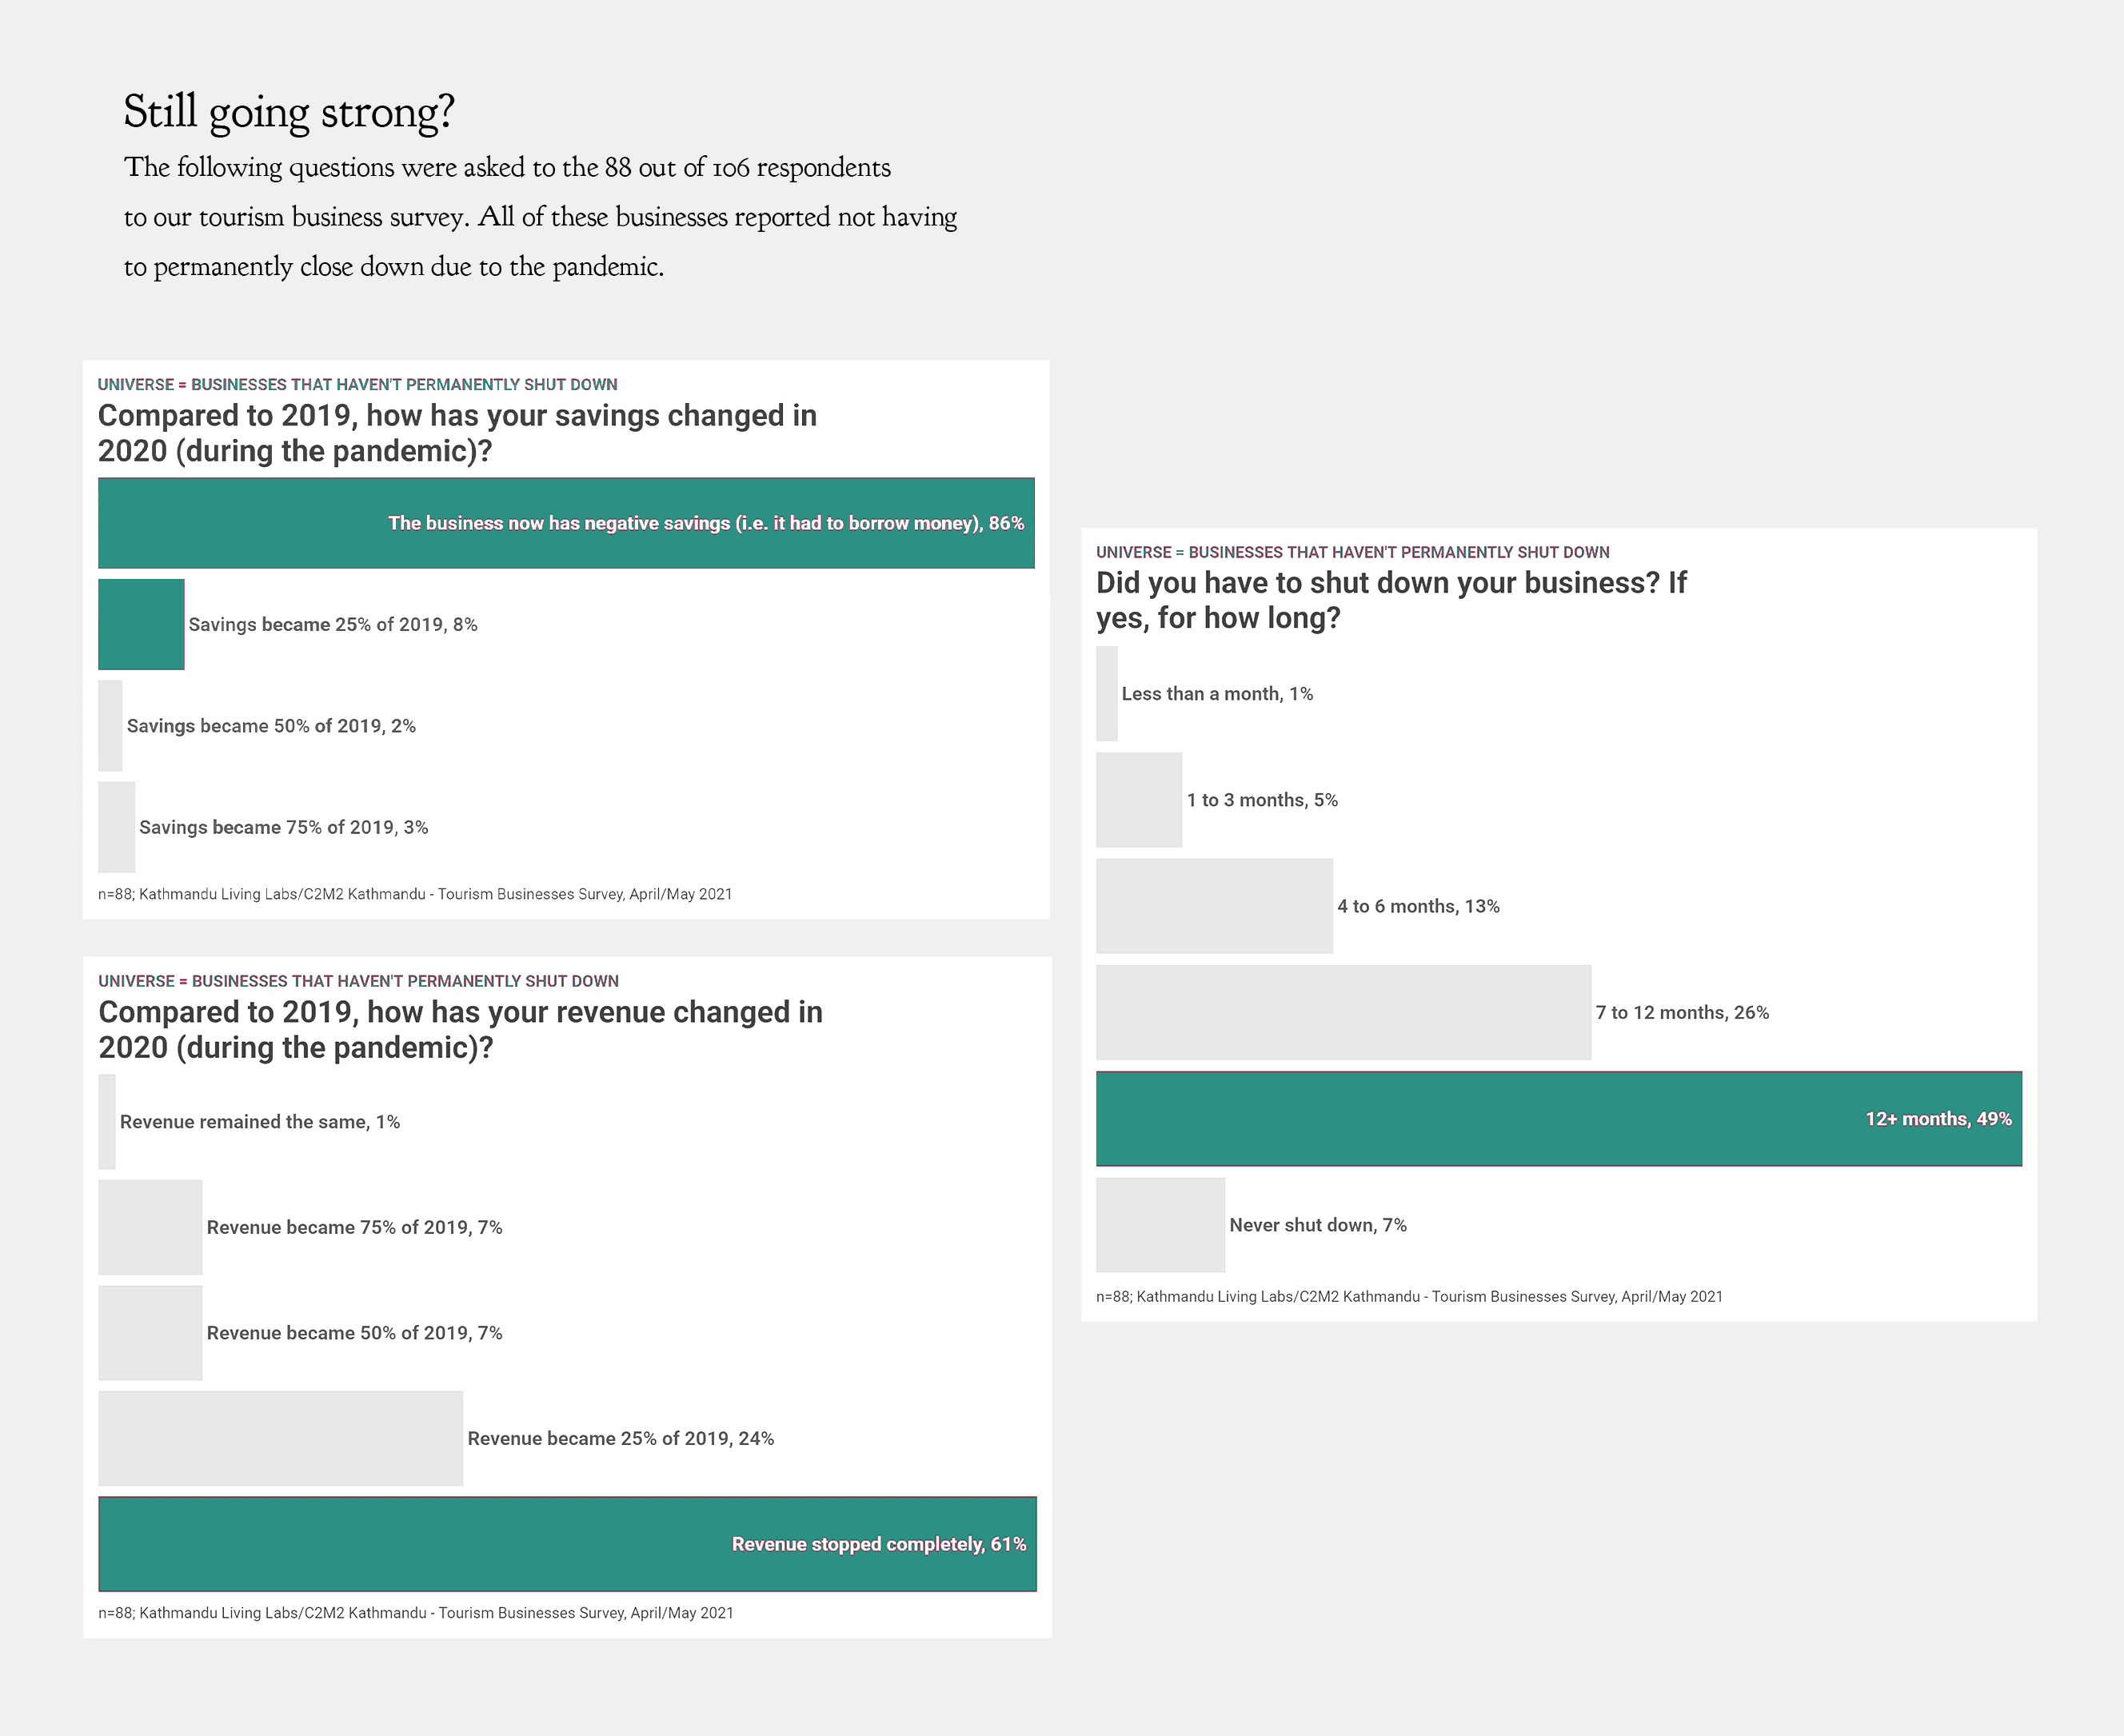 Still going strong?
The following questions were asked to the 88 out of 106 respondents
to our tourism business survey. All of these businesses reported not having
to permanently close down due to the pandemic.
UNIVERSE = BUSINESSES THAT HAVEN'T PERMANENTLY SHUT DOWN
Compared to 2019, how has your savings changed in
2020 (during the pandemic)?
The business now has negative savings (i.e. it had to borrow money), 86%
Savings became 25% of 2019, 8%
Savings became 50% of 2019, 2%
Savings became 75% of 2019, 3%
n=88; Kathmandu Living Labs/C2M2 Kathmandu - Tourism Businesses Survey, April/May 2021
UNIVERSE = BUSINESSES THAT HAVEN'T PERMANENTLY SHUT DOWN
Compared to 2019, how has your revenue changed in
2020 (during the pandemic)?
Revenue remained the same, 1%
Revenue became 75% of 2019, 7%
Revenue became 50% of 2019, 7%
Revenue became 25% of 2019, 24%
Revenue stopped completely, 61%
n=88; Kathmandu Living Labs/C2M2 Kathmandu - Tourism Businesses Survey, April/May 2021
UNIVERSE = BUSINESSES THAT HAVEN'T PERMANENTLY SHUT DOWN
Did you have to shut down your business? If
yes, for how long?
Less than a month, 1%
1 to 3 months, 5%
4 to 6 months, 13%
7 to 12 months, 26%
12+ months, 49%
Never shut down, 7%
n=88; Kathmandu Living Labs/C2M2 Kathmandu - Tourism Businesses Survey, April/May 2021